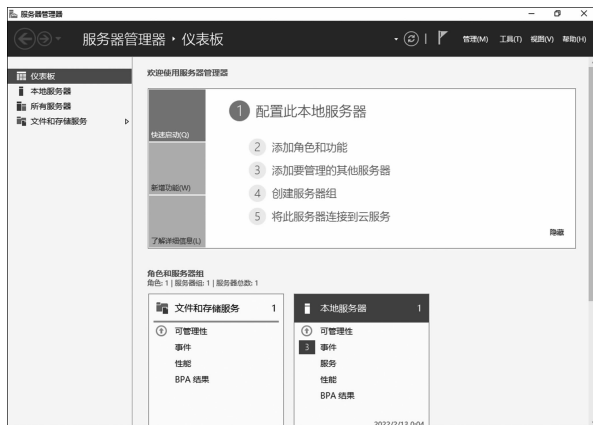 服务器管理器
服务器管理器 · 仪表板
管理(M) 工具(T) 视图(V) 帮助(H)
仪表板
本地服务器
所有服务器
文件和存储服务
欢迎使用服务器管理器
快速启动(Q)
新增功能(W)
了解详细信息(L)
1 配置此本地服务器
2 添加角色和功能
3 添加要管理的其他服务器
4 创建服务器组
5 将此服务器连接到云服务
隐藏
角色和服务器组
角色: 1 | 服务器组: 1 | 服务器总数: 1
文件和存储服务 1
可管理性
事件
性能
BPA 结果
本地服务器 1
可管理性
3 事件
服务
性能
BPA 结果
2022/2/13 0:04